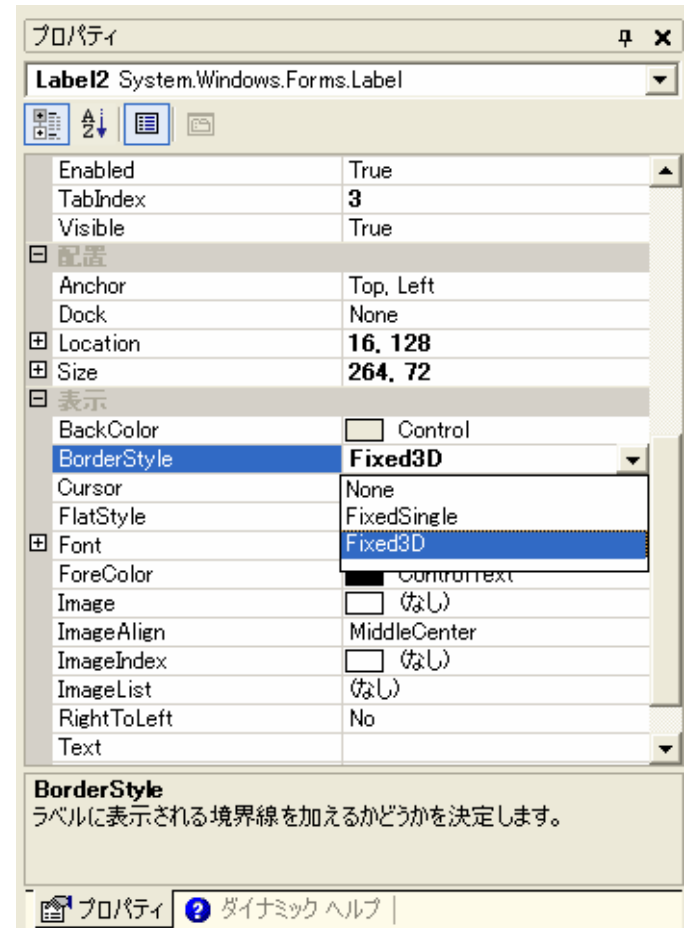 プロパティ
Label2 System.Windows.Forms.Label
A Z
Enabled True
TabIndex 3
Visible True
配置
Anchor Top, Left
Dock None
Location 16, 128
Size 264, 72
表示
BackColor Control
BorderStyle Fixed3D
Cursor None
FlatStyle FixedSingle
Font Fixed3D
ForeColor ControlText
Image (なし)
ImageAlign MiddleCenter
ImageIndex (なし)
ImageList (なし)
RightToLeft No
Text
BorderStyle
ラベルに表示される境界線を加えるかどうかを決定します。
プロパティ ダイナミック ヘルプ